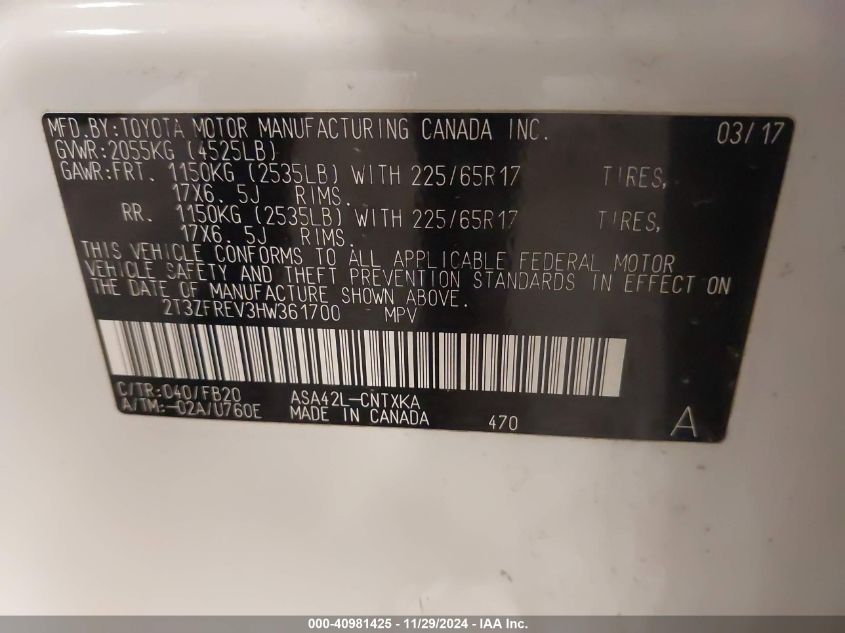 MFD.BY:TOYOTA MOTOR MANUFACTURING CANADA INC. 03/17
GVWR:2055KG (4525LB)
GAWR:FRT. 1150KG (2535LB) WITH 225/65R17 TIRES,
17X6.5J RIMS.
RR. 1150KG (2535LB) WITH 225/65R17 TIRES,
17X6.5J RIMS.
THIS VEHICLE CONFORMS TO ALL APPLICABLE FEDERAL MOTOR
VEHICLE SAFETY AND THEFT PREVENTION STANDARDS IN EFFECT ON
THE DATE OF MANUFACTURE SHOWN ABOVE.
2T3ZFREV3HW361700 MPV
C/TR:040/FB20 ASA42L-CNTXKA
A/TM:-02A/U760E MADE IN CANADA 470 A
000-40981425 - 11/29/2024 - IAA Inc.